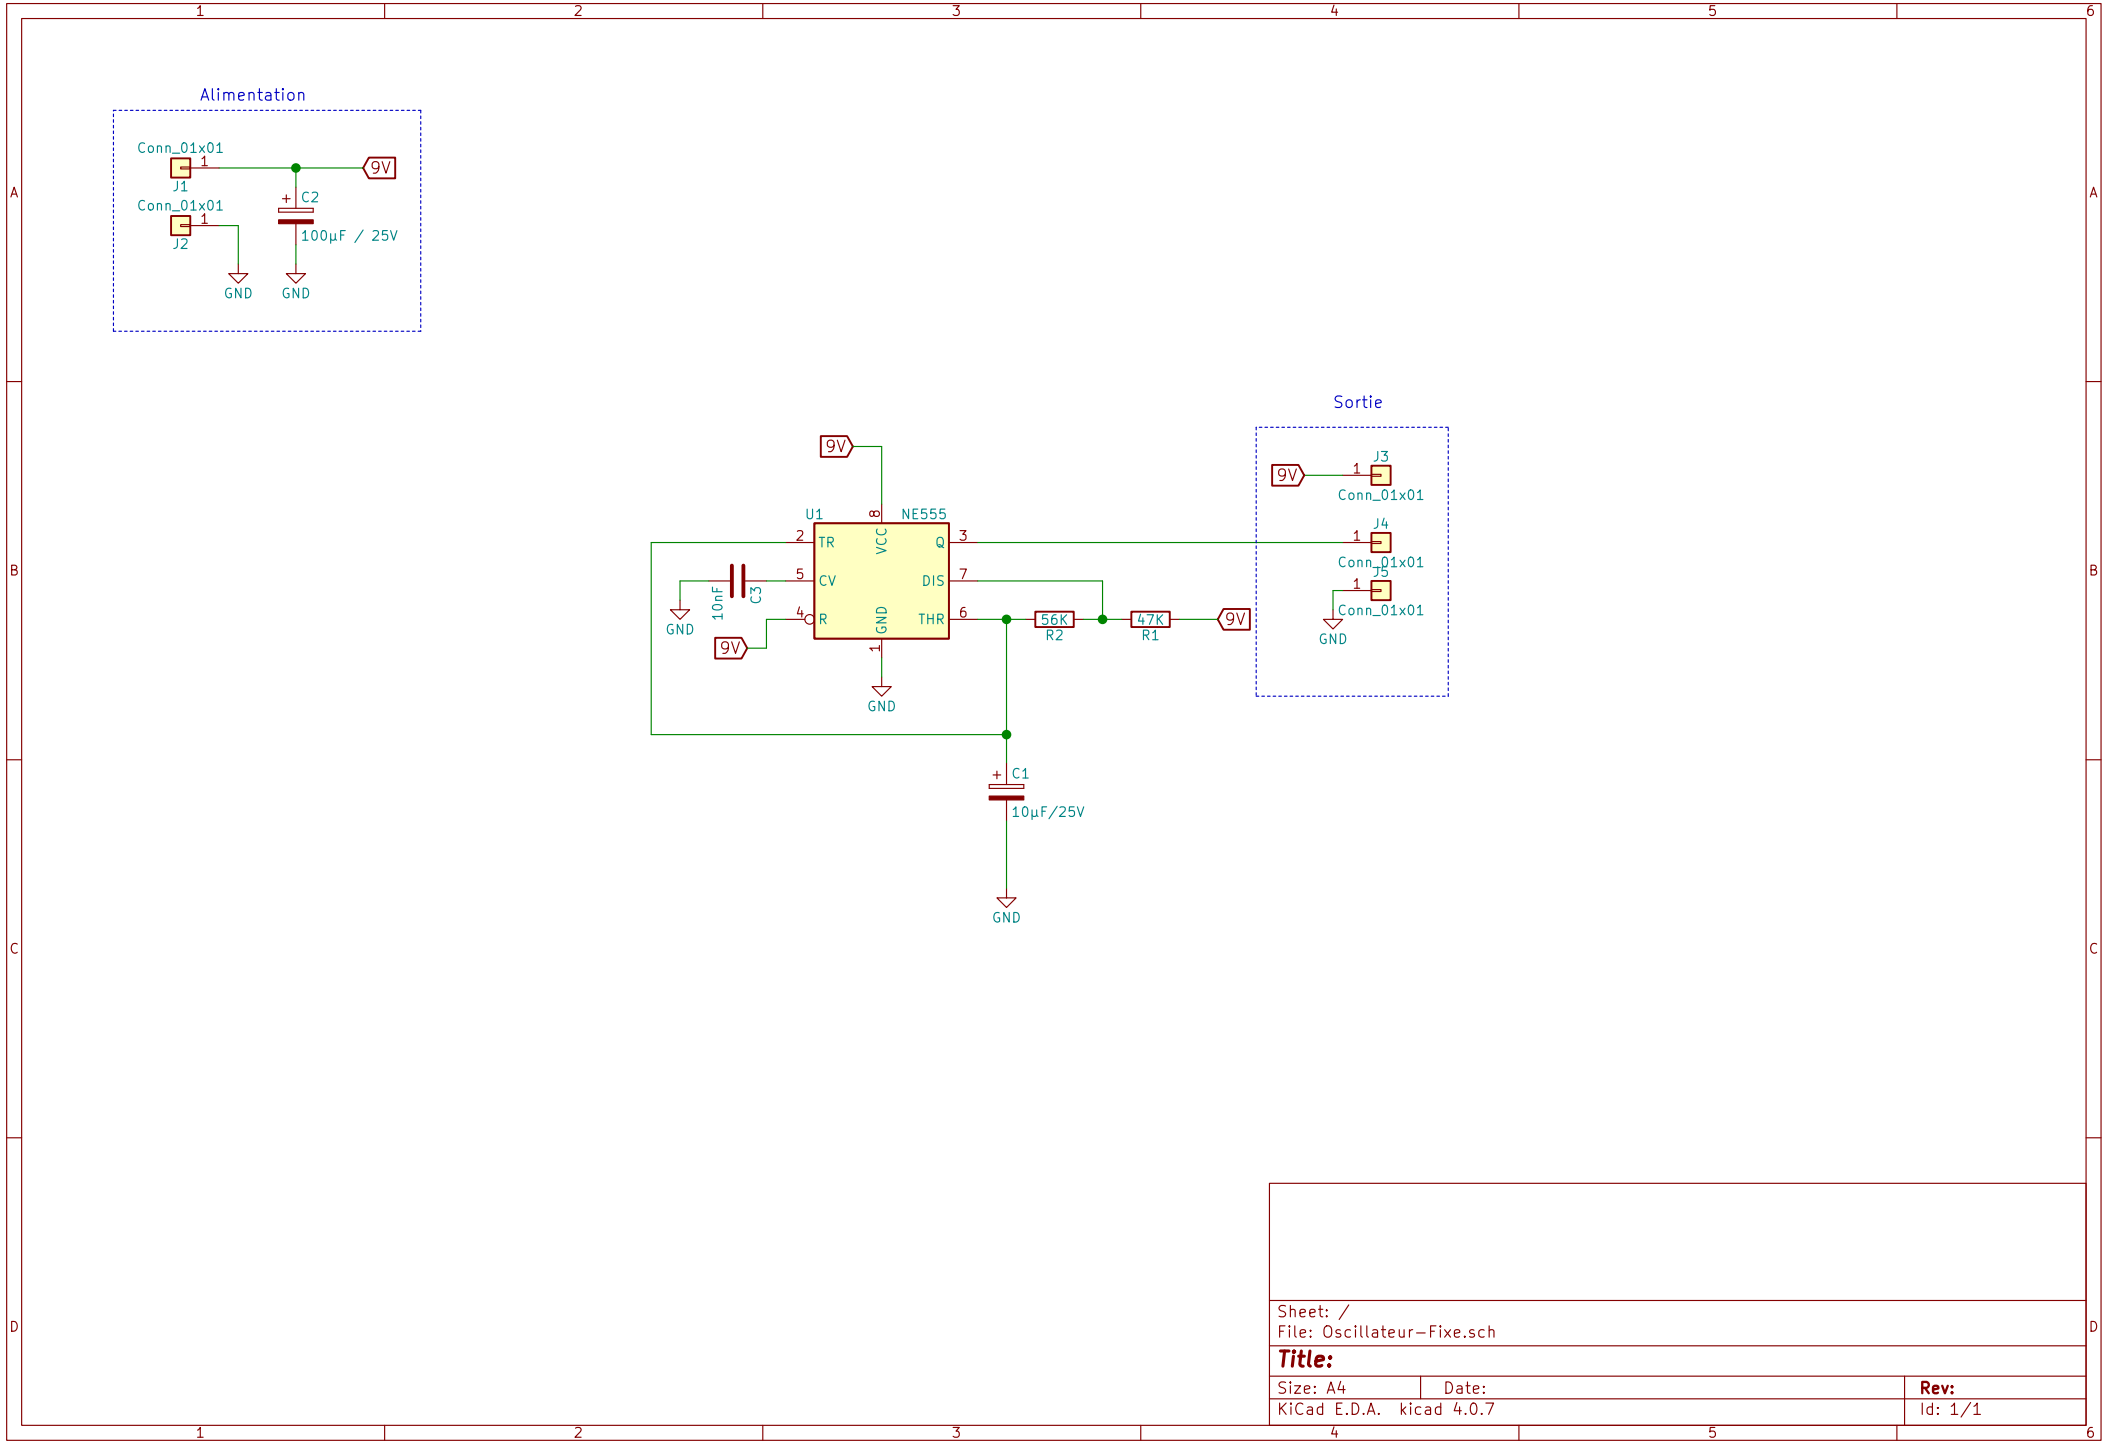 1 2 3 4 5 6
A A
B B
C C
D D
Alimentation
Conn_01x01
1
J1
9V
Conn_01x01
1
J2
+ C2
100µF / 25V
GND
GND
9V
U1
NE555
8
VCC
2 TR
5 CV
4 R
Q 3
DIS 7
THR 6
GND
1
GND
10nF
C3
GND
9V
56K
R2
47K
R1
9V
+ C1
10µF/25V
GND
Sortie
9V
1
J3
Conn_01x01
1
J4
Conn_01x01
1
J5
Conn_01x01
GND
Sheet: /
File: Oscillateur-Fixe.sch
Title:
Size: A4
Date:
Rev:
KiCad E.D.A. kicad 4.0.7
Id: 1/1
1 2 3 4 5 6